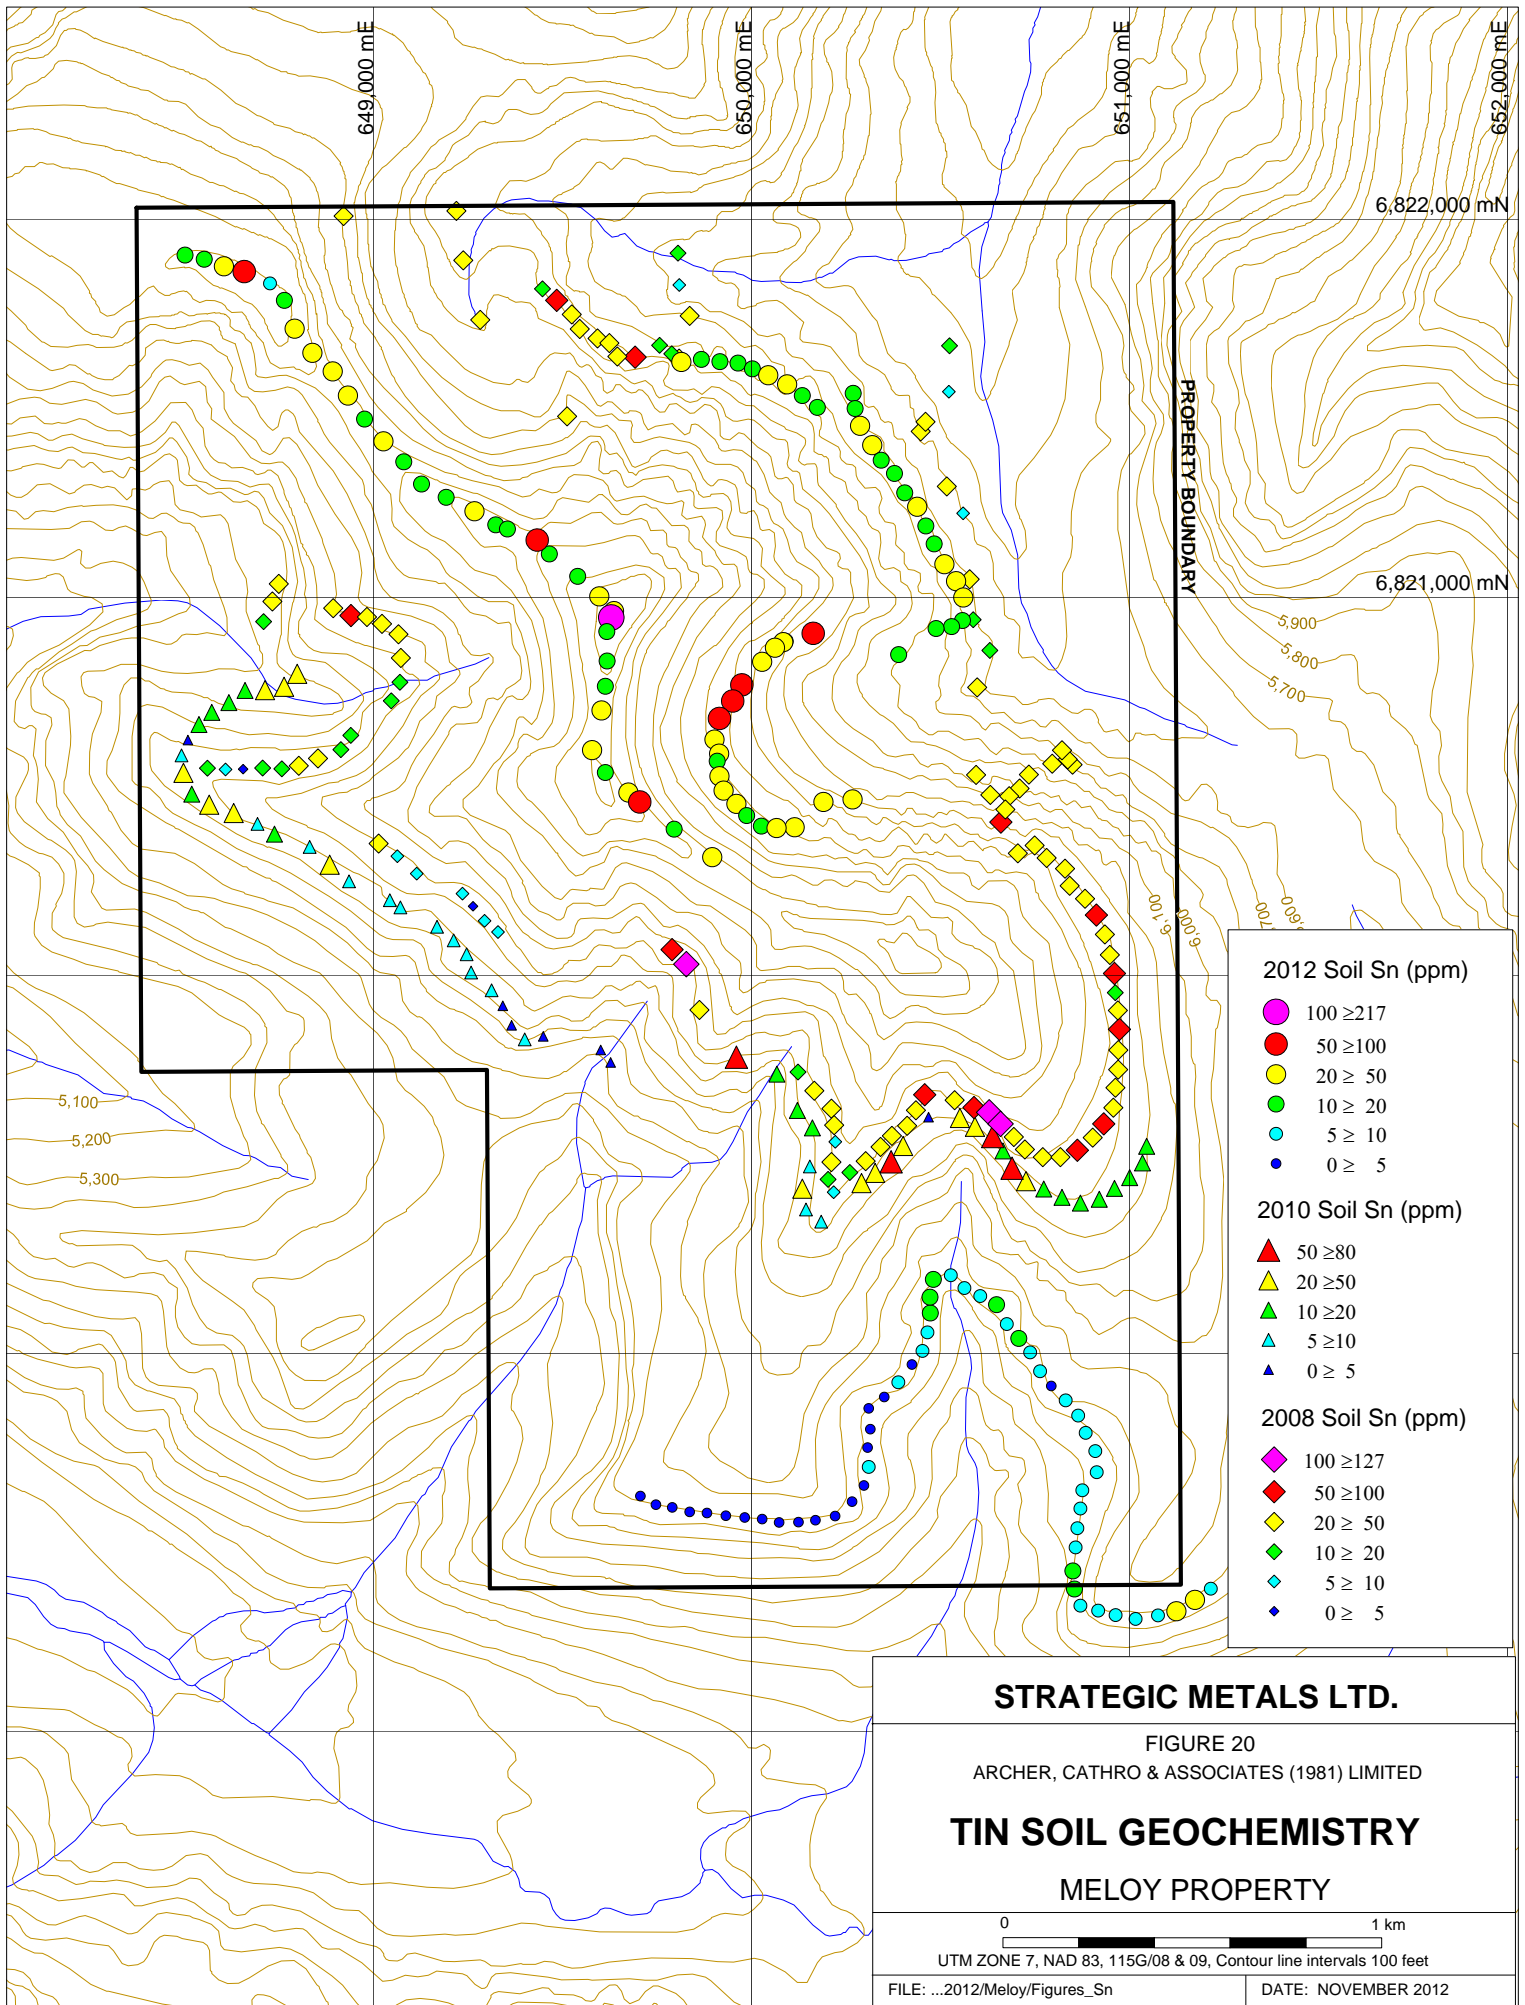 649,000 mE
650,000 mE
651,000 mE
652,000 mE
6,822,000 mN
PROPERTY BOUNDARY
6,821,000 mN
5,900
5,800
5,700
6,100
6,000
5,100
5,200
5,300
2012 Soil Sn (ppm)
100 ≥217
50 ≥100
20 ≥ 50
10 ≥ 20
5 ≥ 10
0 ≥ 5
2010 Soil Sn (ppm)
50 ≥80
20 ≥50
10 ≥20
5 ≥10
0 ≥ 5
2008 Soil Sn (ppm)
100 ≥127
50 ≥100
20 ≥ 50
10 ≥ 20
5 ≥ 10
0 ≥ 5
STRATEGIC METALS LTD.
FIGURE 20
ARCHER, CATHRO & ASSOCIATES (1981) LIMITED
TIN SOIL GEOCHEMISTRY
MELOY PROPERTY
0 1 km
UTM ZONE 7, NAD 83, 115G/08 & 09, Contour line intervals 100 feet
FILE: ...2012/Meloy/Figures_Sn
DATE: NOVEMBER 2012